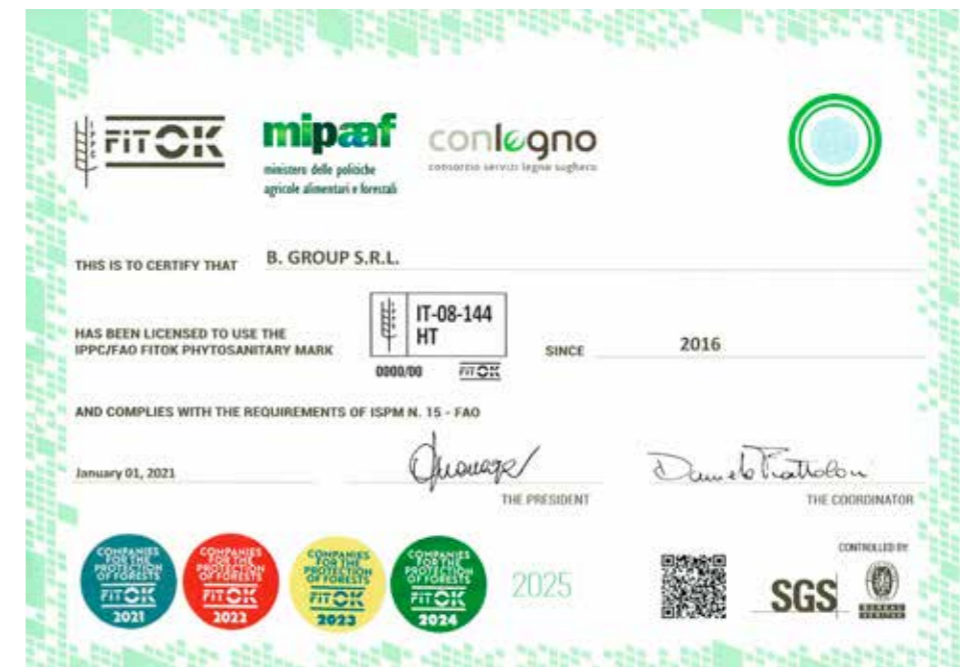 IPPC
FiTOK
mipaaf
ministero delle politiche
agricole alimentari e forestali
conlegno
consorzio servizi legno sughero
THIS IS TO CERTIFY THAT B. GROUP S.R.L.
HAS BEEN LICENSED TO USE THE
IPPC/FAO FITOK PHYTOSANITARY MARK
IT-08-144
HT
0000/00 FiTOK
SINCE 2016
AND COMPLIES WITH THE REQUIREMENTS OF ISPM N. 15 - FAO
January 01, 2021
THE PRESIDENT
THE COORDINATOR
COMPANIES
FOR THE
PROTECTION
OF FORESTS
FiTOK
2021
COMPANIES
FOR THE
PROTECTION
OF FORESTS
FiTOK
2022
COMPANIES
FOR THE
PROTECTION
OF FORESTS
FiTOK
2023
COMPANIES
FOR THE
PROTECTION
OF FORESTS
FiTOK
2024
2025
CONTROLLED BY:
SGS
BUREAU
VERITAS